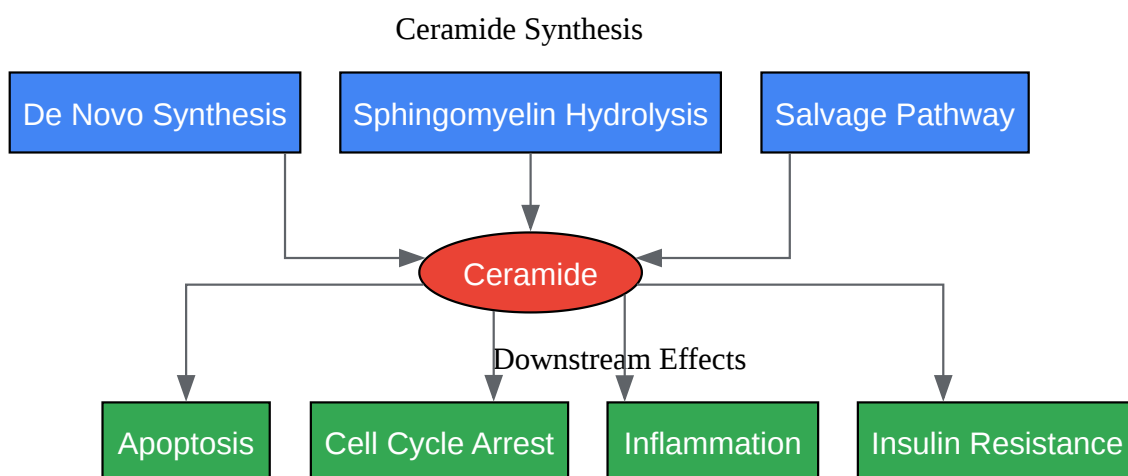 Ceramide Synthesis
De Novo Synthesis
Sphingomyelin Hydrolysis
Salvage Pathway
Ceramide
Downstream Effects
Apoptosis
Cell Cycle Arrest
Inflammation
Insulin Resistance